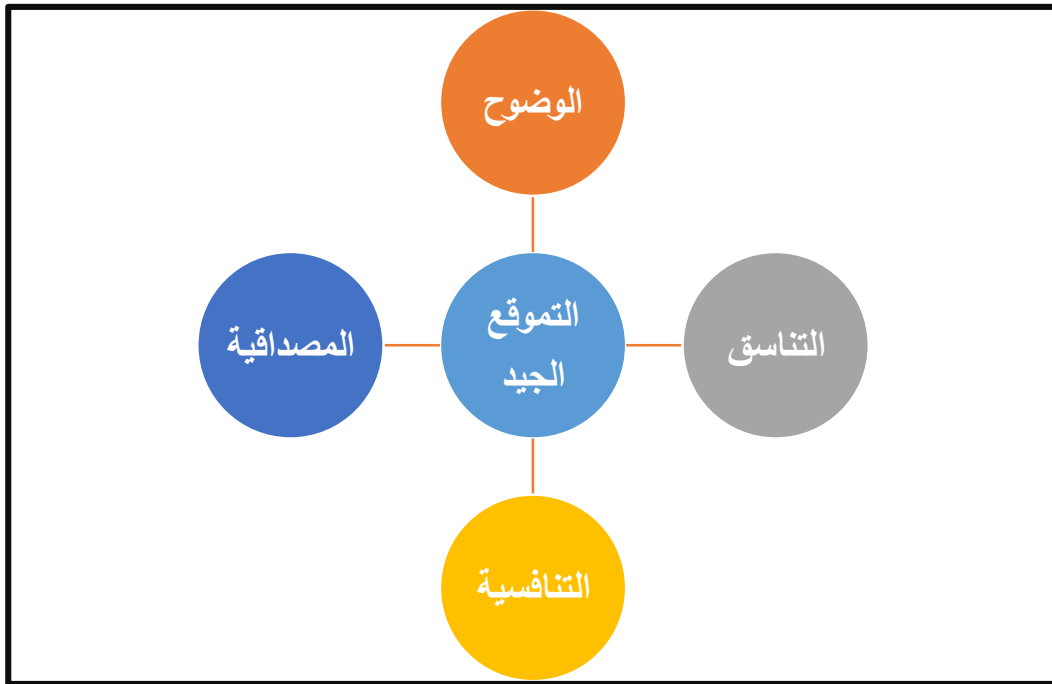 الوضوح
التناسق
التموقع
الجيد
المصداقية
التنافسية